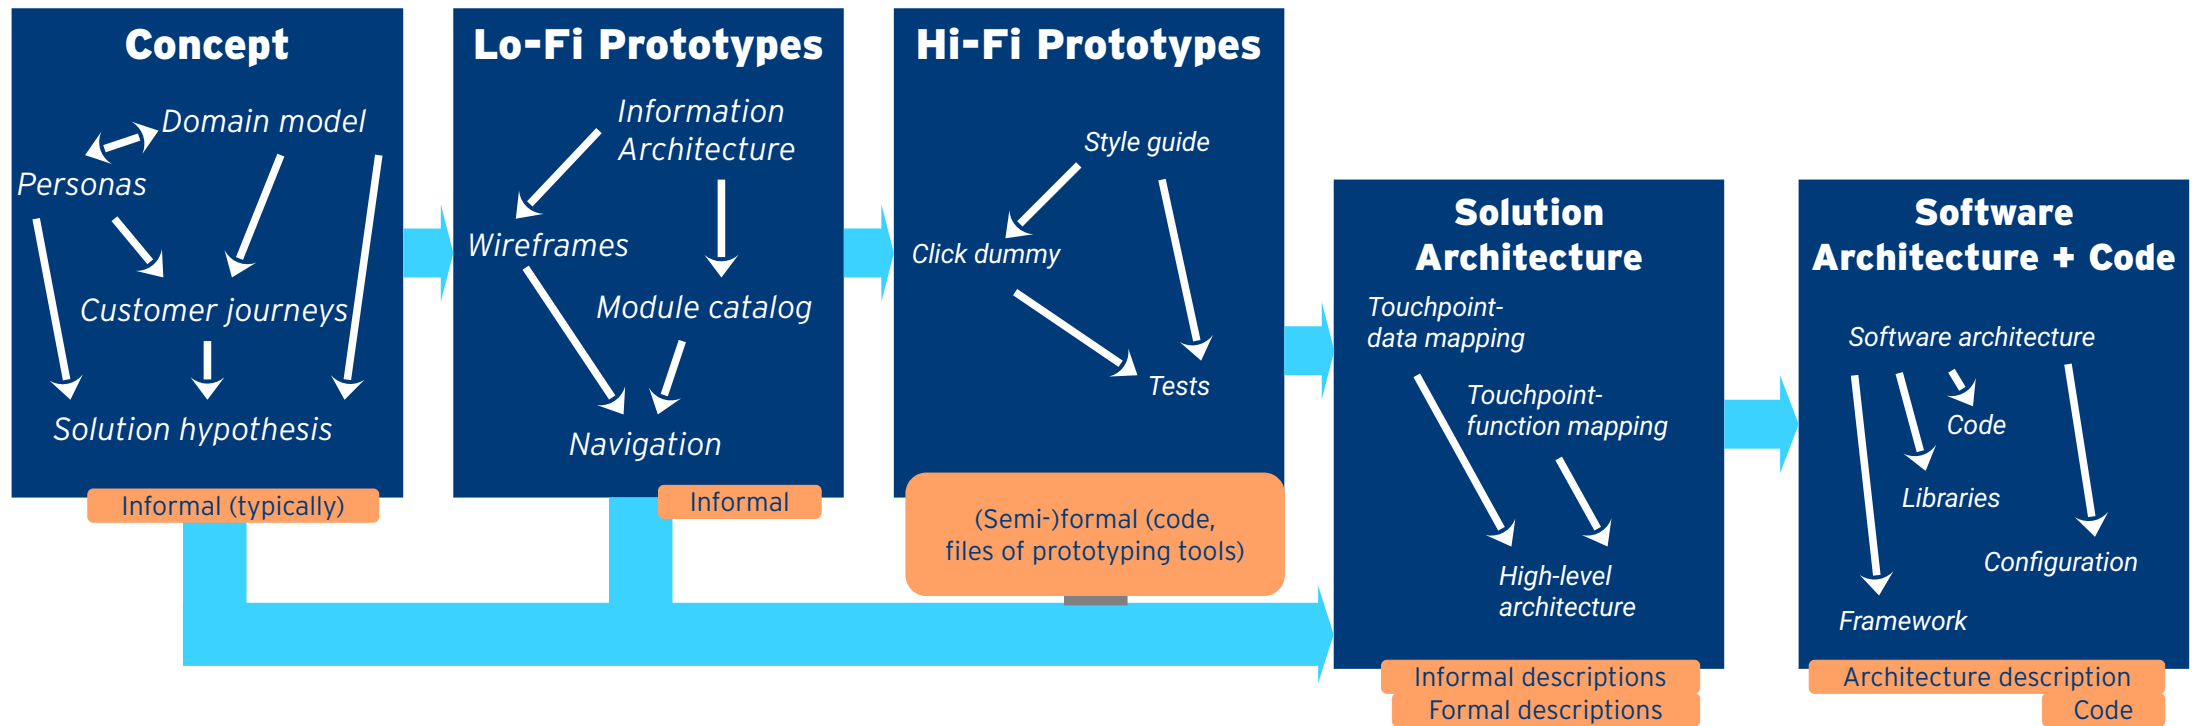 Concept
Domain model
Personas
Customer journeys
Solution hypothesis
Informal (typically)
Lo-Fi Prototypes
Information
Architecture
Wireframes
Module catalog
Navigation
Informal
Hi-Fi Prototypes
Style guide
Click dummy
Tests
(Semi-)formal (code,
files of prototyping tools)
Solution
Architecture
Touchpoint-
data mapping
Touchpoint-
function mapping
High-level
architecture
Informal descriptions
Formal descriptions
Software
Architecture + Code
Software architecture
Code
Libraries
Configuration
Framework
Architecture description
Code